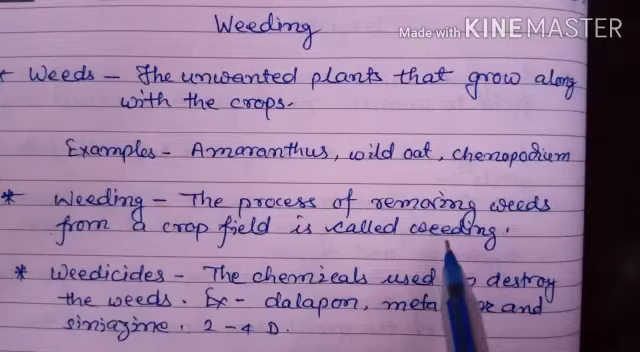 Weeding
Made with KINEMASTER
* Weeds - The unwanted plants that grow along
with the crops.
Examples - Amaranthus, wild oat, chenopodium
* Weeding - The process of removing weeds
from a crop field is called weeding.
* Weedicides - The chemicals used destroy
the weeds. Ex - dalapon, and
simiazine. 2-4 D.